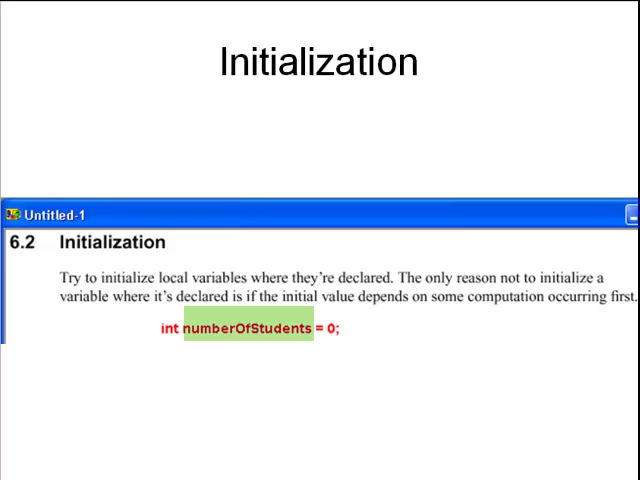 Initialization
Untitled-1
6.2 Initialization
Try to initialize local variables where they're declared. The only reason not to initialize a
variable where it's declared is if the initial value depends on some computation occurring first.
int numberOfStudents = 0;